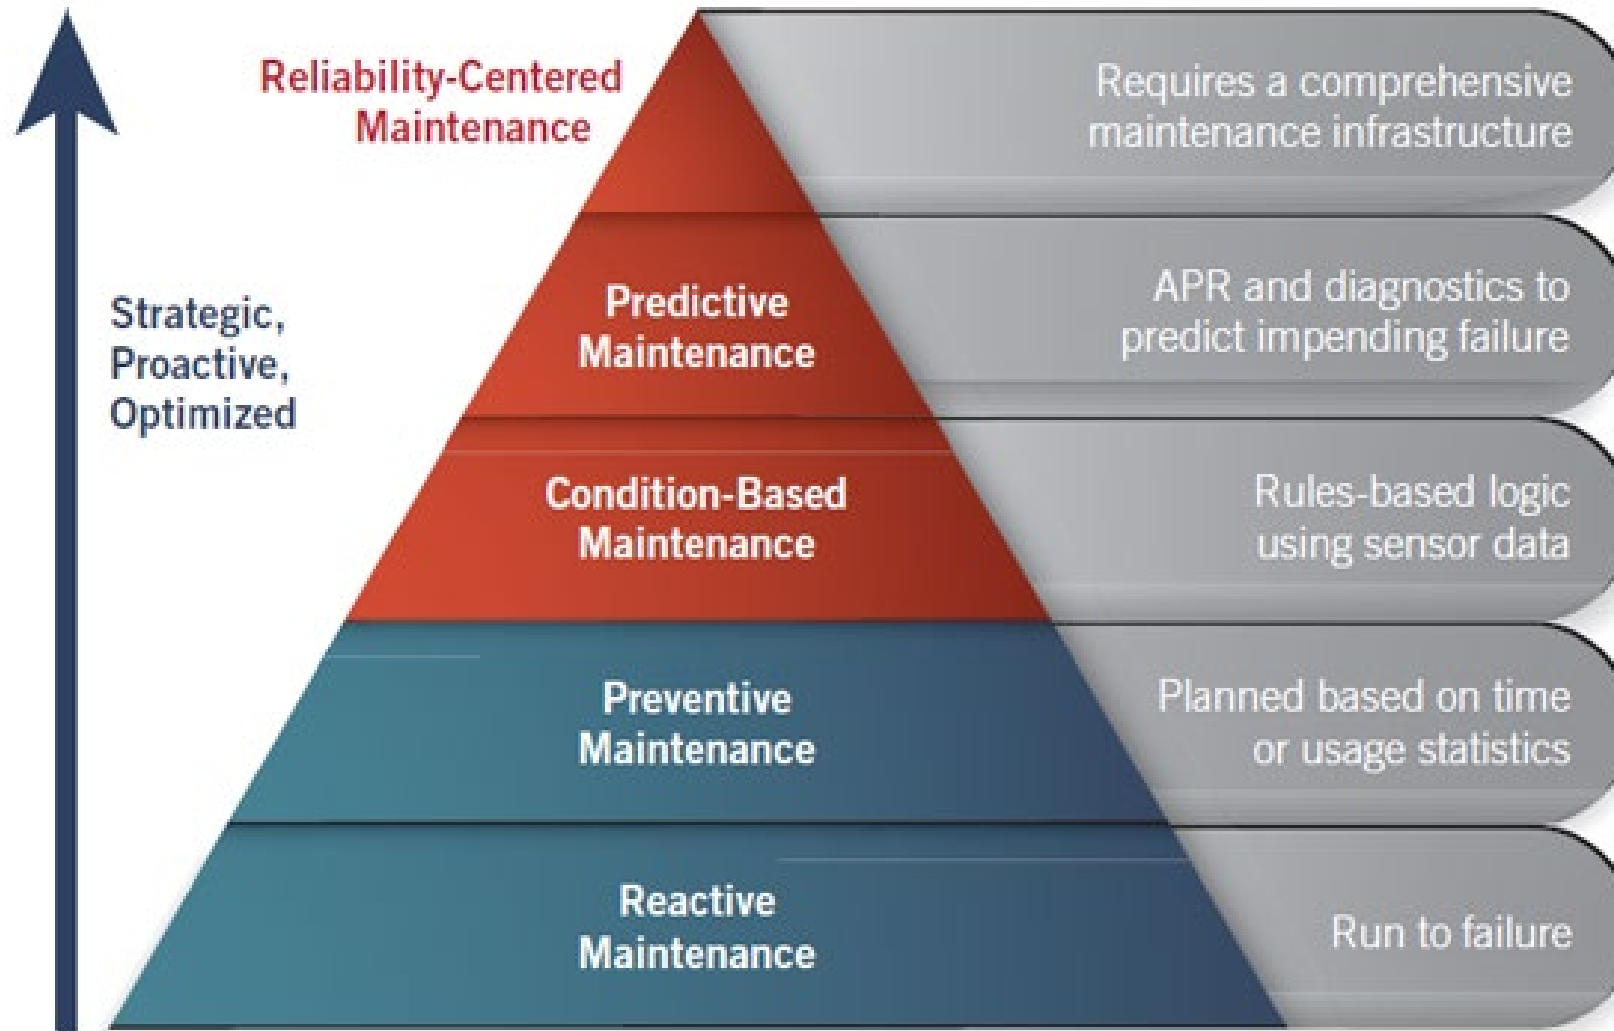 Reliability-Centered
Maintenance
Requires a comprehensive
maintenance infrastructure
Strategic,
Proactive,
Optimized
Predictive
Maintenance
APR and diagnostics to
predict impending failure
Condition-Based
Maintenance
Rules-based logic
using sensor data
Preventive
Maintenance
Planned based on time
or usage statistics
Reactive
Maintenance
Run to failure